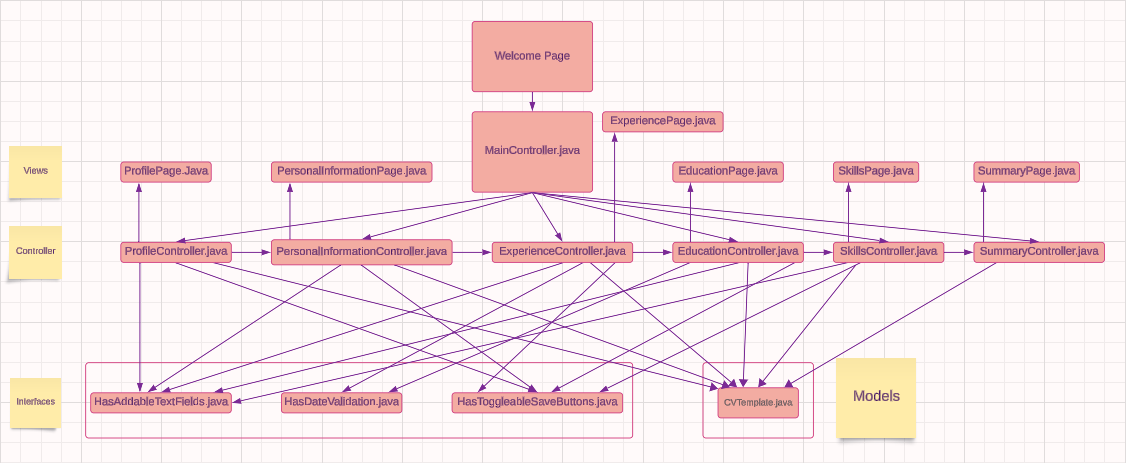 Welcome Page
MainController.java
ExperiencePage.java
Views
ProfilePage.Java
PersonalInformationPage.java
EducationPage.java
SkillsPage.java
SummaryPage.java
Controller
ProfileController.java
PersonalInformationController.java
ExperienceController.java
EducationController.java
SkillsController.java
SummaryController.java
Interfaces
HasAddableTextFields.java
HasDateValidation.java
HasToggleableSaveButtons.java
CVTemplate.java
Models